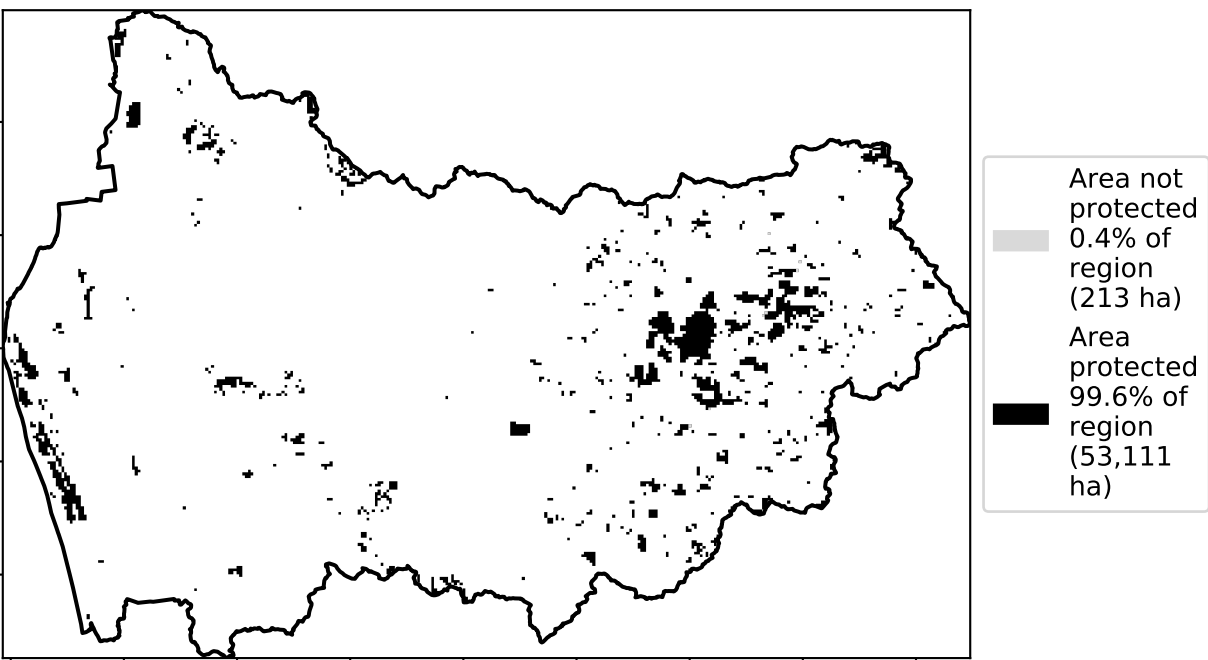 Area not
protected
0.4% of
region
(213 ha)
Area
protected
99.6% of
region
(53,111
ha)